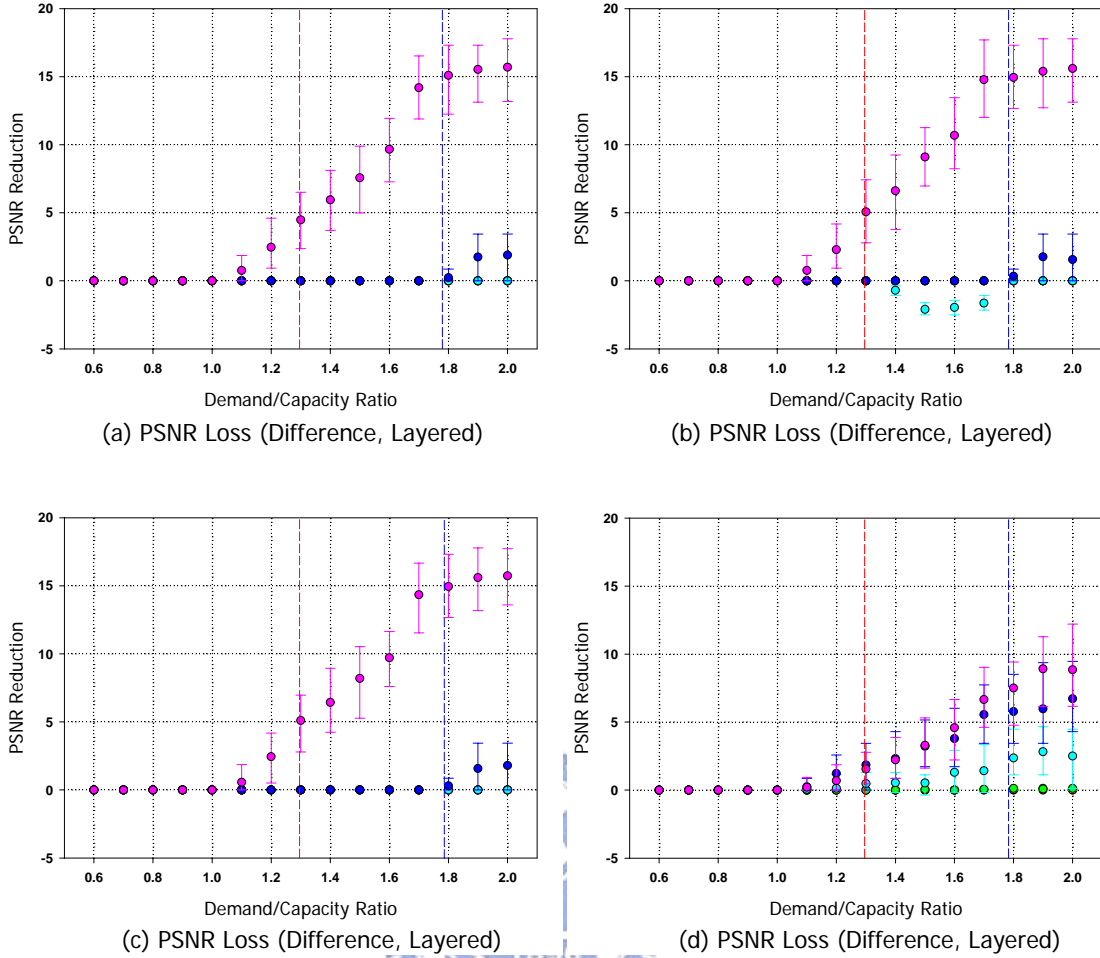 20
15
10
5
0
-5
PSNR Reduction
0.6 0.8 1.0 1.2 1.4 1.6 1.8 2.0
Demand/Capacity Ratio
(a) PSNR Loss (Difference, Layered)
20
15
10
5
0
-5
PSNR Reduction
0.6 0.8 1.0 1.2 1.4 1.6 1.8 2.0
Demand/Capacity Ratio
(b) PSNR Loss (Difference, Layered)
20
15
10
5
0
-5
PSNR Reduction
0.6 0.8 1.0 1.2 1.4 1.6 1.8 2.0
Demand/Capacity Ratio
(c) PSNR Loss (Difference, Layered)
20
15
10
5
0
-5
PSNR Reduction
0.6 0.8 1.0 1.2 1.4 1.6 1.8 2.0
Demand/Capacity Ratio
(d) PSNR Loss (Difference, Layered)